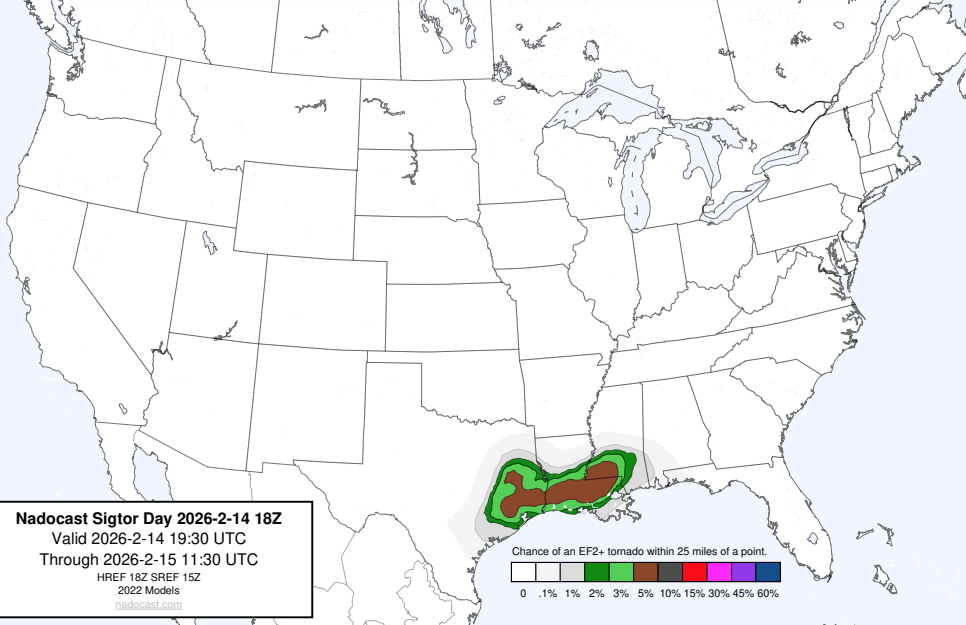 Nadocast Sigtor Day 2026-2-14 18Z
Valid 2026-2-14 19:30 UTC
Through 2026-2-15 11:30 UTC
HREF 18Z SREF 15Z
2022 Models
nadocast.com
Chance of an EF2+ tornado within 25 miles of a point.
0 .1% 1% 2% 3% 5% 10% 15% 30% 45% 60%